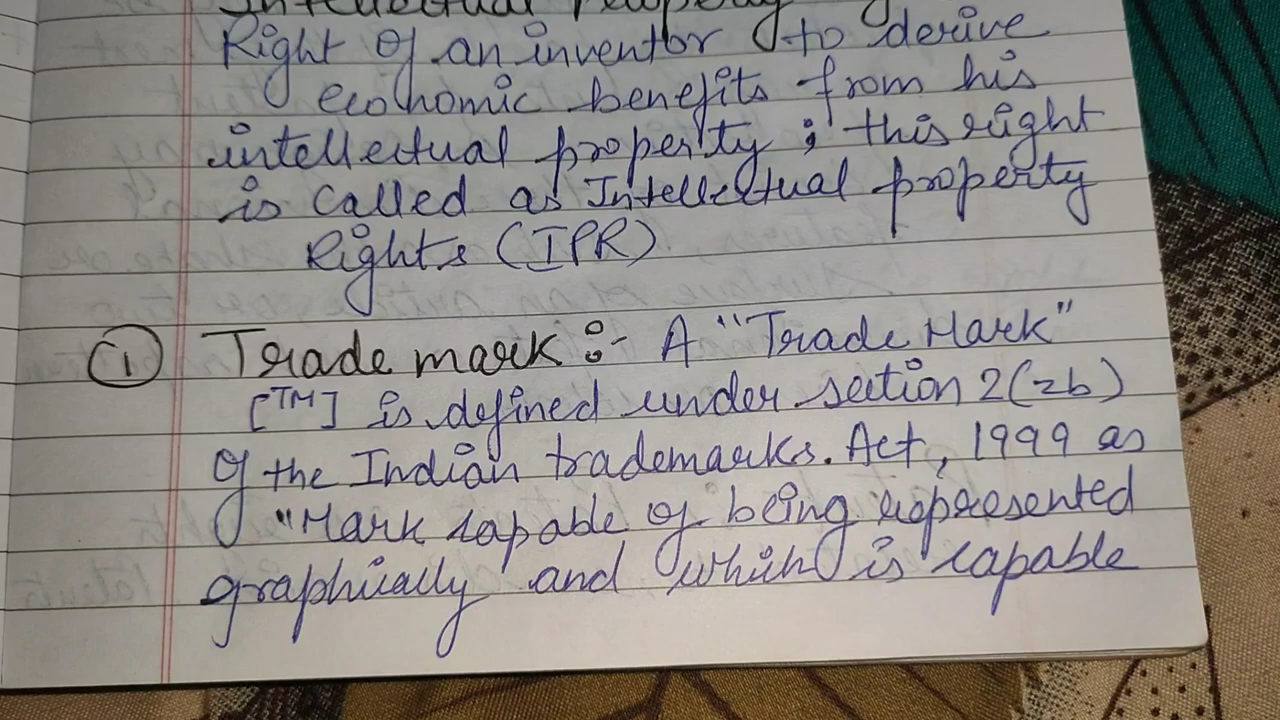 Intellectual Property
Right Of an inventor to derive
economic benefits from his
intellectual property ; this right
is called as Intellectual property
Rights (IPR)
① Trade mark :- A "Trade Mark"
[TM] is defined under section 2(zb)
Of the Indian trademarks. Act, 1999 as
"Mark capable of being represented
graphically and which is capable